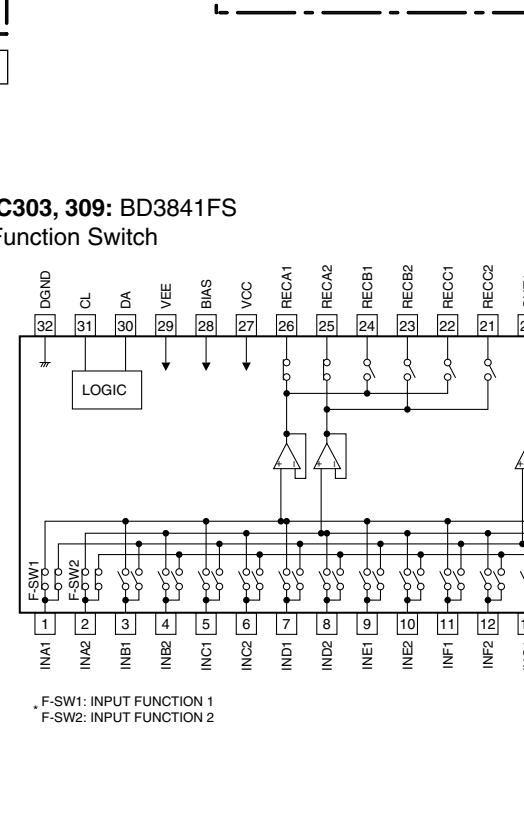 C303, 309: BD3841FS
Function Switch
DGND CL DA VEE BIAS VCC RECA1 RECA2 RECB1 RECB2 RECC1 RECC2
32 31 30 29 28 27 26 25 24 23 22 21
LOGIC
+ − + −
F-SW1 F-SW2
1 2 3 4 5 6 7 8 9 10 11 12
INA1 INA2 INB1 INB2 INC1 INC2 IND1 IND2 INE1 INE2 INF1 INF2
* F-SW1: INPUT FUNCTION 1
F-SW2: INPUT FUNCTION 2